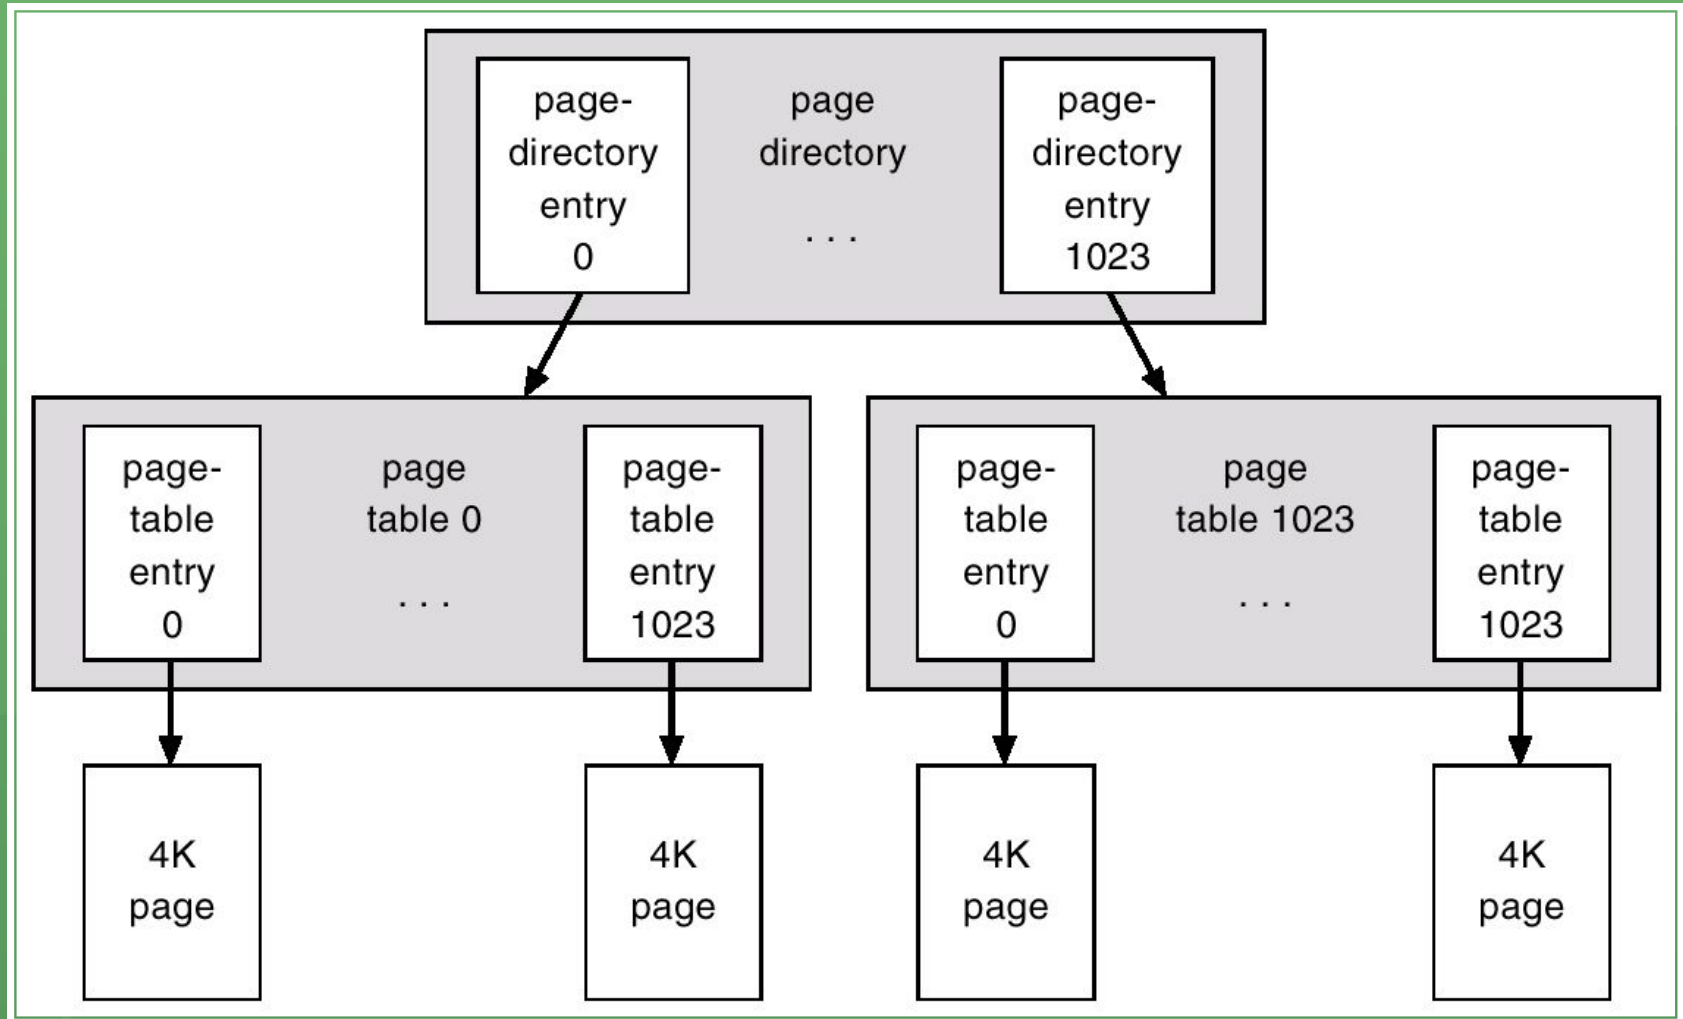 page-
directory
entry
0
page
directory
. . .
page-
directory
entry
1023
page-
table
entry
0
page
table 0
. . .
page-
table
entry
1023
page-
table
entry
0
page
table 1023
. . .
page-
table
entry
1023
4K
page
4K
page
4K
page
4K
page